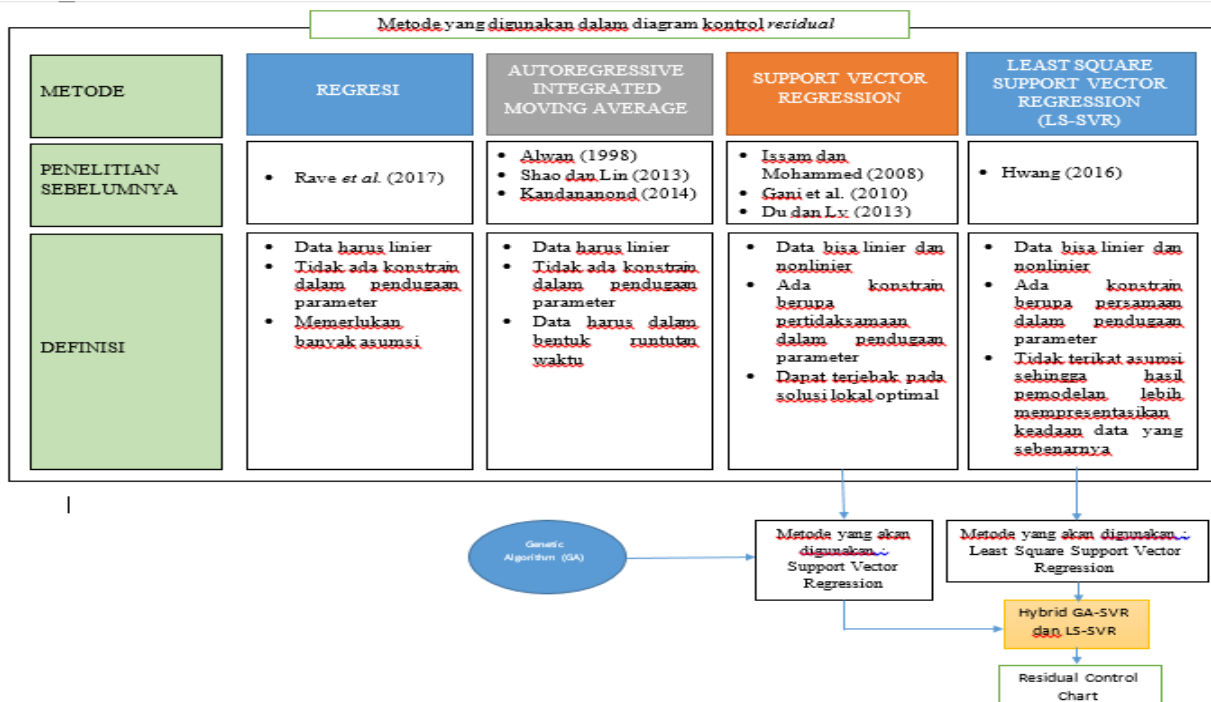 Metode yang digunakan dalam diagram kontrol residual
METODE
REGRESI
AUTOREGRESSIVE
INTEGRATED
MOVING AVERAGE
SUPPORT VECTOR
REGRESSION
LEAST SQUARE
SUPPORT VECTOR
REGRESSION
(LS-SVR)
PENELITIAN
SEBELUMNYA
• Rave et al. (2017)
• Alwan (1998)
• Shao dan Lin (2013)
• Kandananond (2014)
• Issam dan
Mohammed (2008)
• Gani et al. (2010)
• Du dan Lv (2013)
• Hwang (2016)
DEFINISI
• Data harus linier
• Tidak ada konstrain
dalam pendugaan
parameter
• Memerlukan
banyak asumsi
• Data harus linier
• Tidak ada konstrain
dalam pendugaan
parameter
• Data harus dalam
bentuk runtutan
waktu
• Data bisa linier dan
nonlinier
• Ada konstrain
berupa
pertidaksamaan
dalam pendugaan
parameter
• Dapat terjebak pada
solusi lokal optimal
• Data bisa linier dan
nonlinier
• Ada konstrain
berupa persamaan
dalam pendugaan
parameter
• Tidak terikat asumsi
sehingga hasil
pemodelan lebih
mempresentasikan
keadaan data yang
sebenarnya
Genetic
Algorithm (GA)
Metode yang akan
digunakan :
Support Vector
Regression
Metode yang akan digunakan :
Least Square Support Vector
Regression
Hybrid GA-SVR
dan LS-SVR
Residual Control
Chart